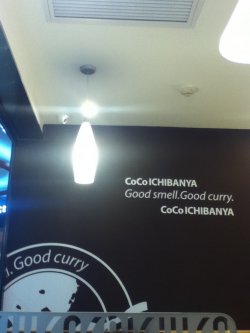 CoCo ICHIBANYA
Good smell.Good curry.
CoCo ICHIBANYA
. Good curry